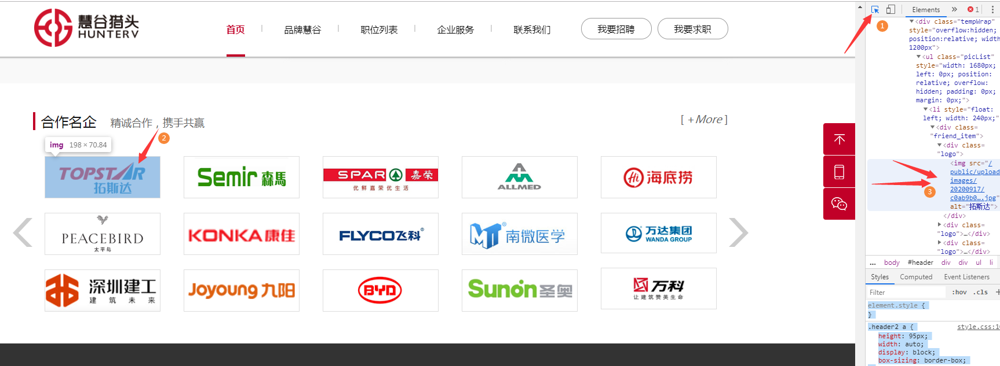 慧谷猎头
HUNTERV
首页
品牌慧谷
职位列表
企业服务
联系我们
我要招聘
我要求职
合作名企
精诚合作，携手共赢
[ +More ]
img 198 × 70.84
2
TOPSTAR
拓斯达
Semir 森馬
SPAR 嘉榮
优鲜嘉荣优生活
ALLMED
Hi 海底捞
PEACEBIRD
太平鸟
KONKA 康佳
FLYCO飞科®
® 南微医学
万达集团
WANDA GROUP
深圳建工
建筑未来
Joyoung 九阳
BYD
Sunon 圣奥
万科
让建筑赞美生命
Elements
1
1
<div class="tempWrap"
style="overflow:hidden;
position:relative; width
1200px">
<ul class="picList"
style="width: 1680px;
left: 0px; position:
relative; overflow:
hidden; padding: 0px;
margin: 0px;">
<li style="float:
left; width: 240px;"
<div class=
"friend_item">
<div class=
"logo">
<img src="/
public/upload
images/
20200917/
3
c0ab9b0….jpg"
alt="拓斯达">
</div>
<div class=
"logo">…</div>
<div class=
"logo">…</div>
... body #header div div ul li
Styles Computed Event Listeners
Filter :hov .cls +
element.style {
}
.header2 a { style.css:1
height: 95px;
width: auto;
display: block;
box-sizing: border-box;